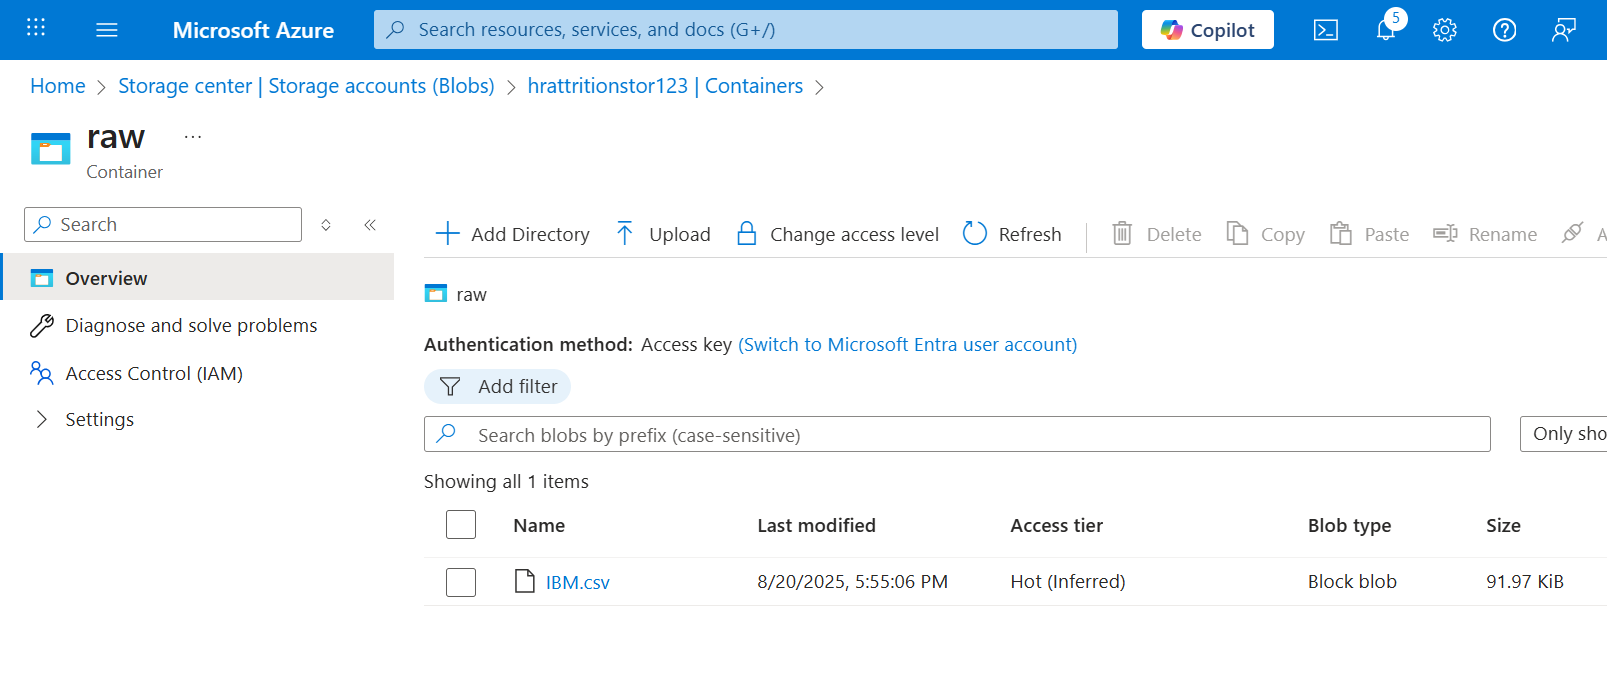 Microsoft Azure
Search resources, services, and docs (G+/)
Copilot
5
Home > Storage center | Storage accounts (Blobs) > hrattritionstor123 | Containers >
raw ...
Container
Search
Overview
Diagnose and solve problems
Access Control (IAM)
Settings
Add Directory Upload Change access level Refresh Delete Copy Paste Rename A
raw
Authentication method: Access key (Switch to Microsoft Entra user account)
Add filter
Search blobs by prefix (case-sensitive)
Only sho
Showing all 1 items
Name Last modified Access tier Blob type Size
IBM.csv 8/20/2025, 5:55:06 PM Hot (Inferred) Block blob 91.97 KiB